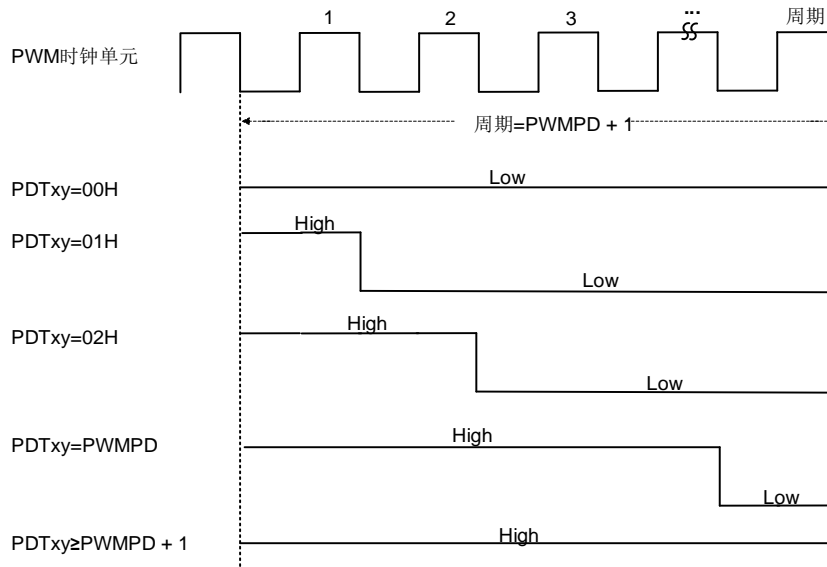 1 2 3 ... 周期
PWM时钟单元
周期=PWMPD + 1
PDTxy=00H Low
PDTxy=01H High Low
PDTxy=02H High Low
PDTxy=PWMPD High Low
PDTxy≥PWMPD + 1 High